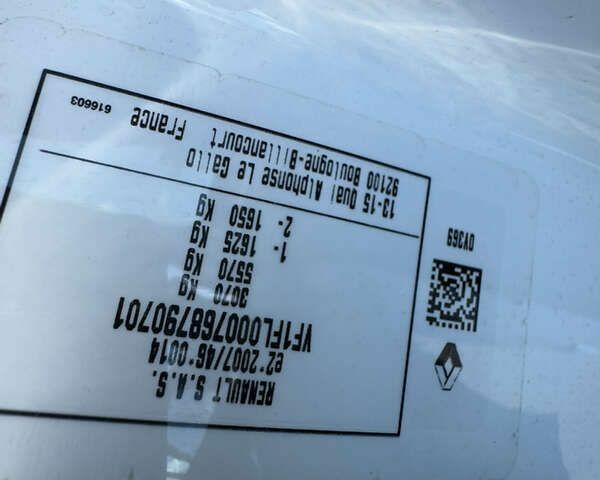 RENAULT S.A.S.
e2*2007/46*0014
VF1FL000768790701
3070 Kg
5570 Kg
1- 1625 Kg
2- 1650 Kg
13-15 Quai Alphonse Le Gallo
92100 Boulogne-Billancourt
France
616603
0Y369